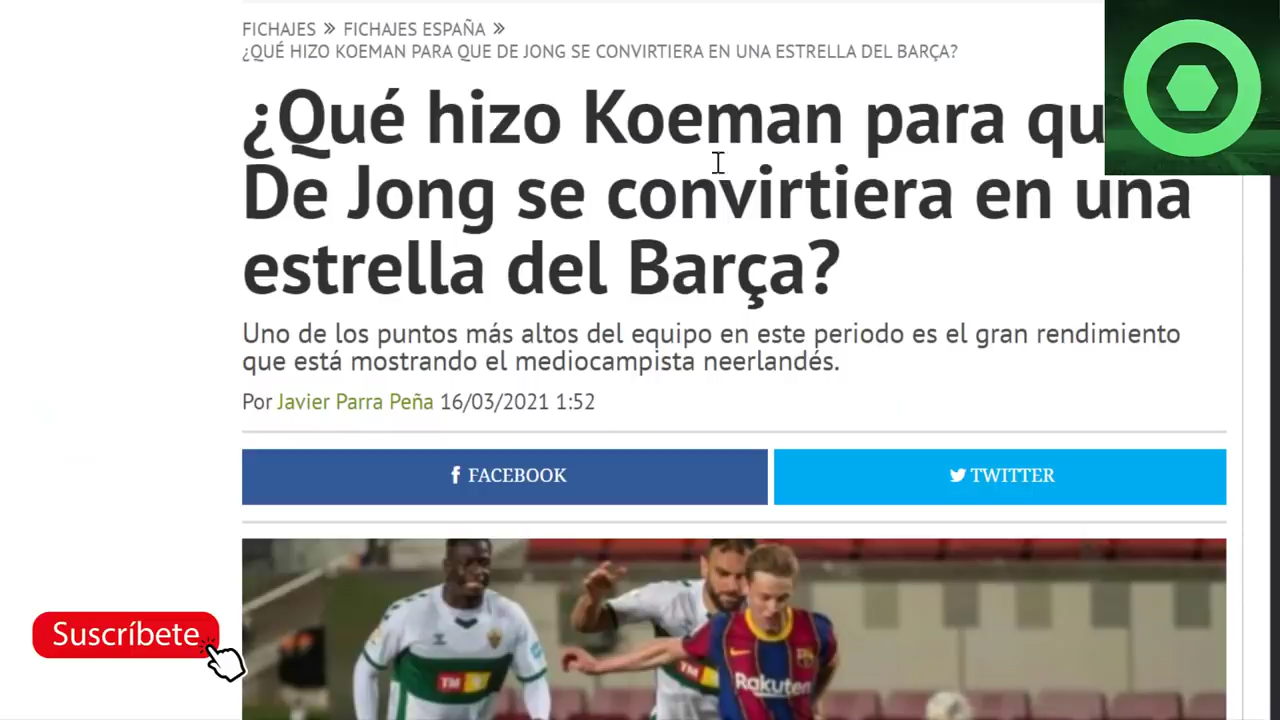 FICHAJES » FICHAJES ESPAÑA »
¿QUÉ HIZO KOEMAN PARA QUE DE JONG SE CONVIRTIERA EN UNA ESTRELLA DEL BARÇA?
¿Qué hizo Koeman para qu
De Jong se convirtiera en una
estrella del Barça?
Uno de los puntos más altos del equipo en este periodo es el gran rendimiento
que está mostrando el mediocampista neerlandés.
Por Javier Parra Peña 16/03/2021 1:52
FACEBOOK
TWITTER
Suscríbete
TM
TM
Rakuten